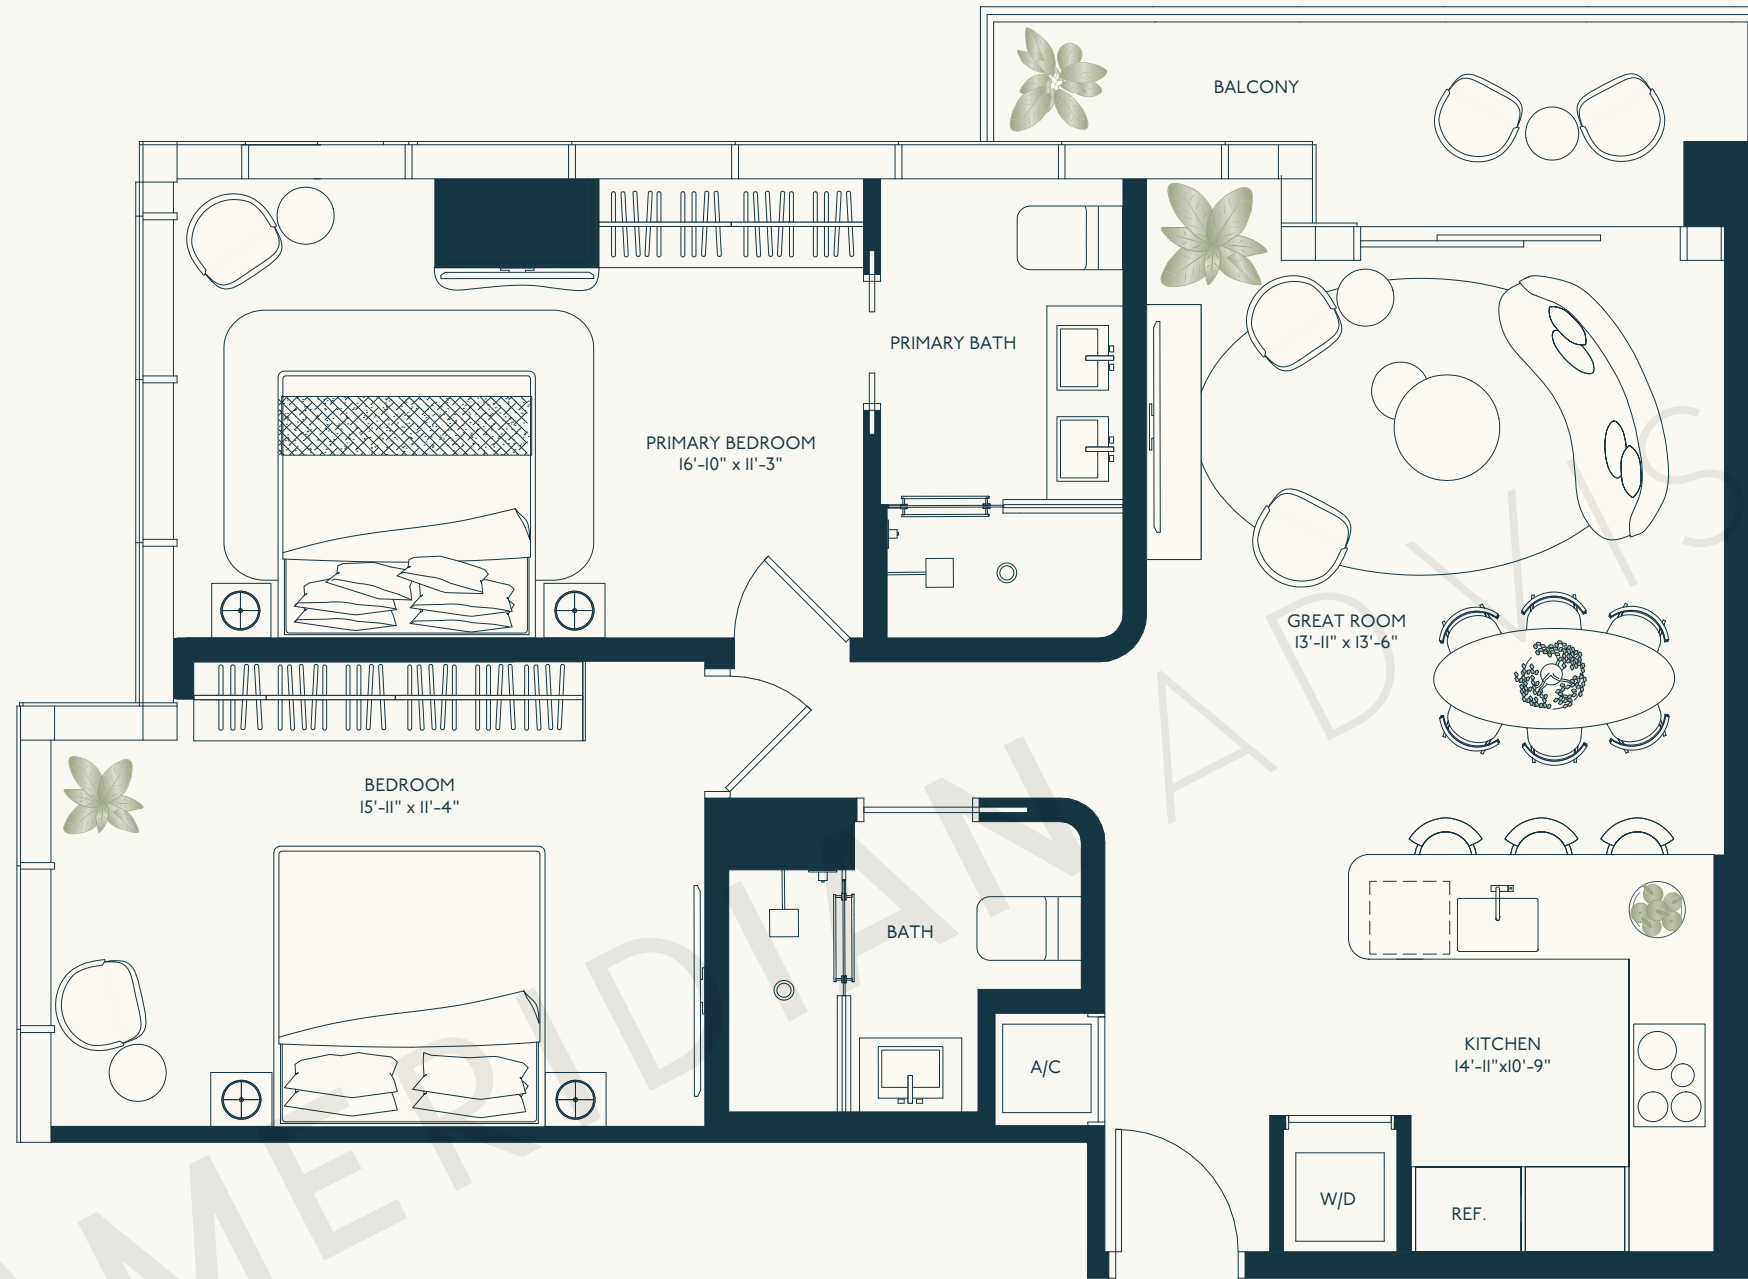 BALCONY
PRIMARY BATH
PRIMARY BEDROOM
16'-10" x 11'-3"
GREAT ROOM
13'-11" x 13'-6"
BEDROOM
15'-11" x 11'-4"
BATH
A/C
KITCHEN
14'-11"x10'-9"
W/D
REF.
MERIDIAN ADVIS